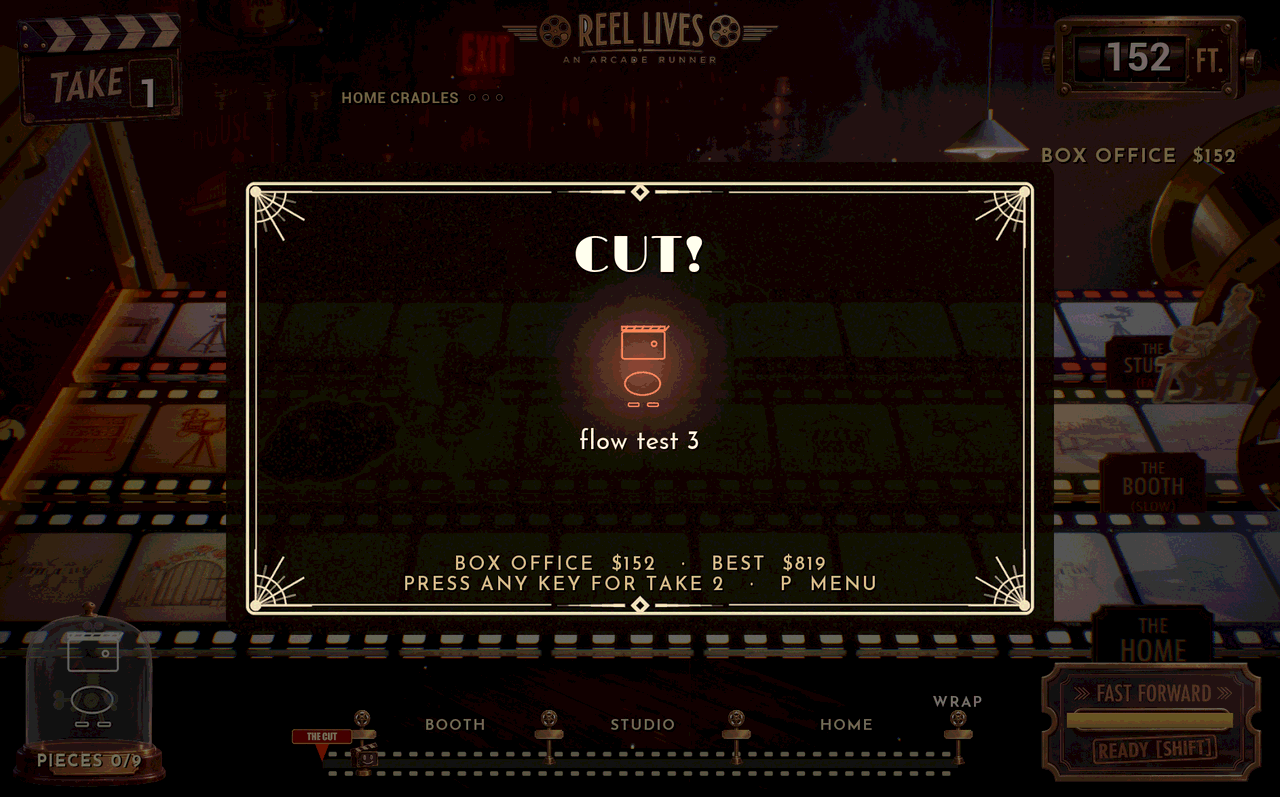 REEL LIVES
AN ARCADE RUNNER
EXIT
TAKE 1
152 FT.
HOME CRADLES
BOX OFFICE $152
CUT!
flow test 3
BOX OFFICE $152 · BEST $819
PRESS ANY KEY FOR TAKE 2 · P MENU
THE
BOOTH
(SLOW)
THE
HOME
WRAP
BOOTH
STUDIO
HOME
THE CUT
PIECES 0/9
FAST FORWARD
READY [SHIFT]